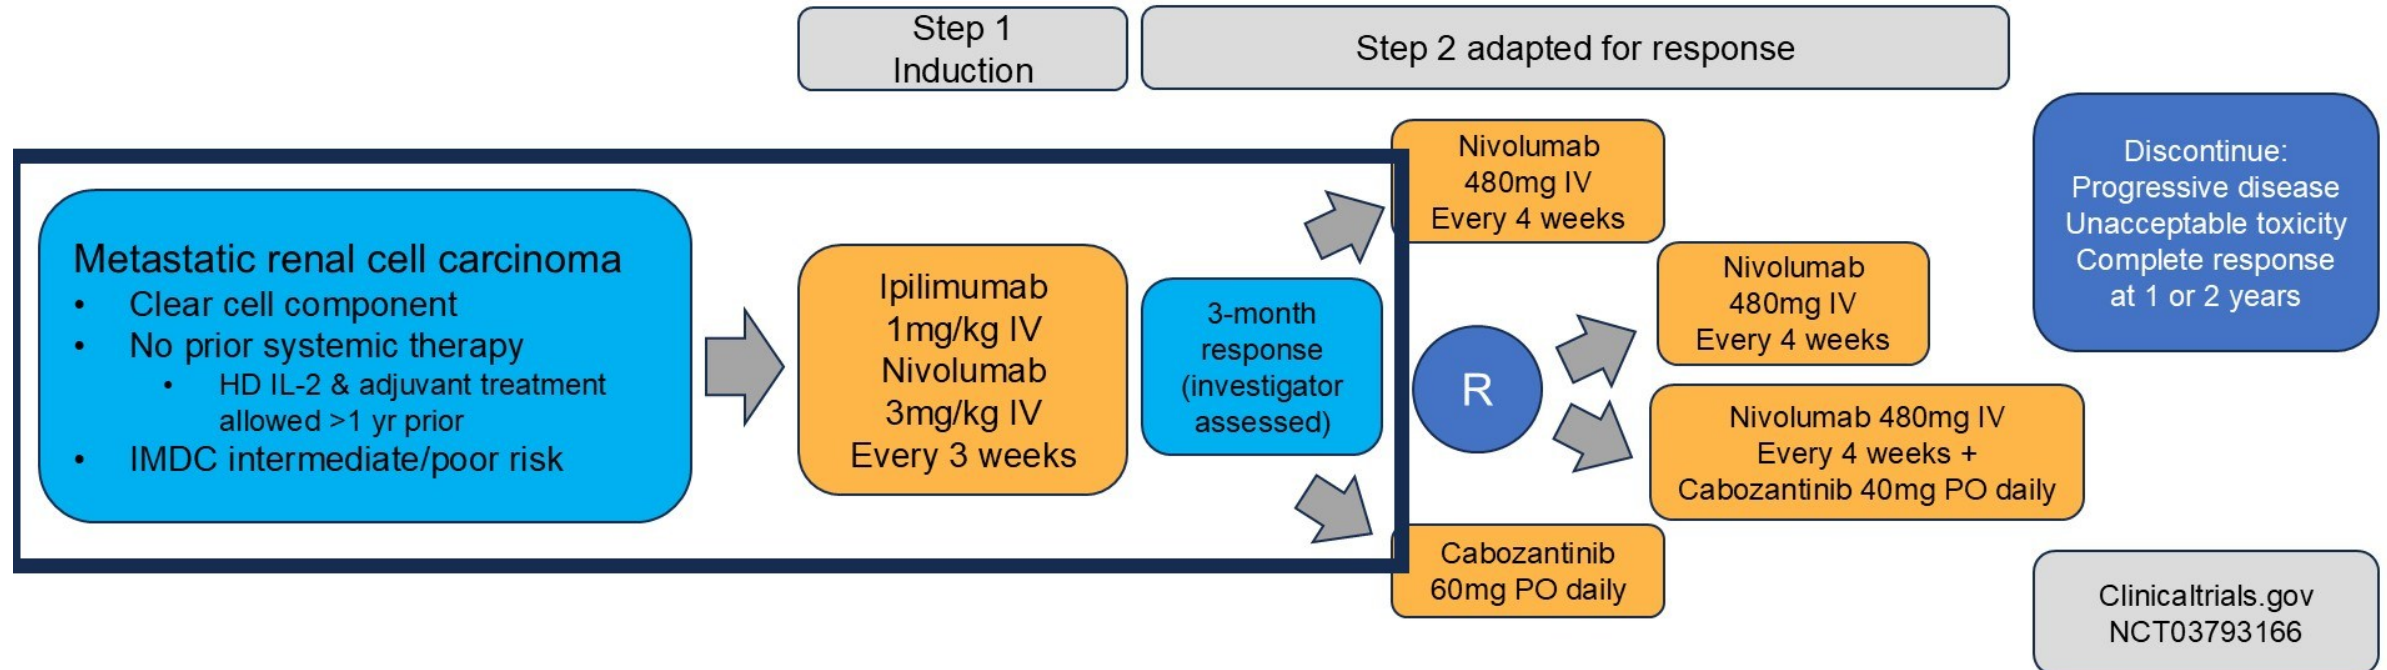 Step 1
Induction
Step 2 adapted for response
Metastatic renal cell carcinoma
• Clear cell component
• No prior systemic therapy
• HD IL-2 & adjuvant treatment
allowed >1 yr prior
• IMDC intermediate/poor risk
Ipilimumab
1mg/kg IV
Nivolumab
3mg/kg IV
Every 3 weeks
3-month
response
(investigator
assessed)
Nivolumab
480mg IV
Every 4 weeks
R
Cabozantinib
60mg PO daily
Nivolumab
480mg IV
Every 4 weeks
Nivolumab 480mg IV
Every 4 weeks +
Cabozantinib 40mg PO daily
Discontinue:
Progressive disease
Unacceptable toxicity
Complete response
at 1 or 2 years
Clinicaltrials.gov
NCT03793166